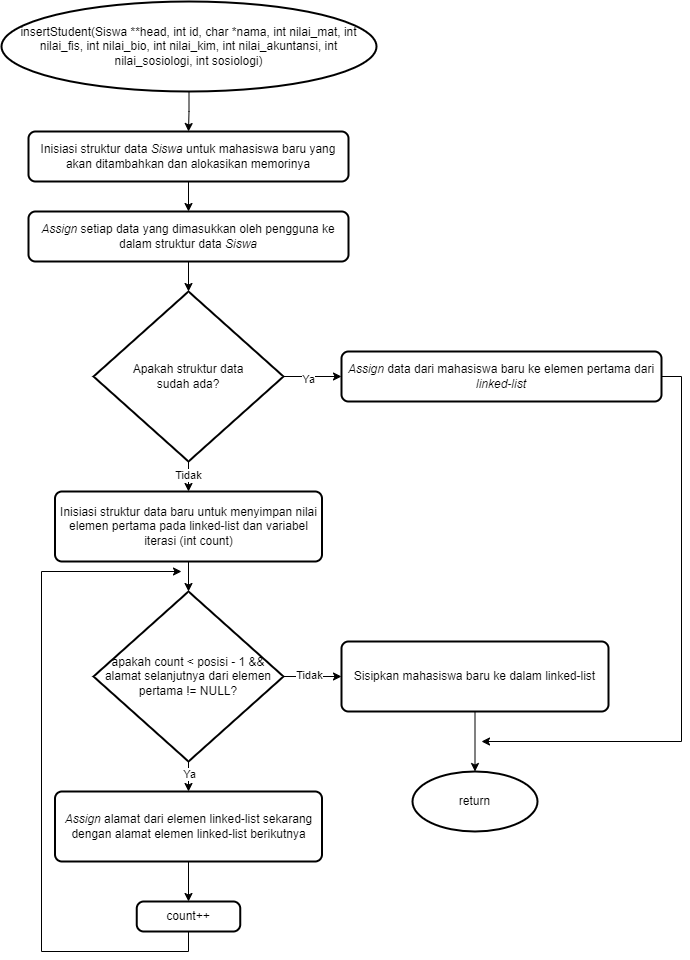 insertStudent(Siswa **head, int id, char *nama, int nilai_mat, int
nilai_fis, int nilai_bio, int nilai_kim, int nilai_akuntansi, int
nilai_sosiologi, int sosiologi)
Inisiasi struktur data Siswa untuk mahasiswa baru yang
akan ditambahkan dan alokasikan memorinya
Assign setiap data yang dimasukkan oleh pengguna ke
dalam struktur data Siswa
Apakah struktur data
sudah ada?
Ya
Assign data dari mahasiswa baru ke elemen pertama dari
linked-list
Tidak
Inisiasi struktur data baru untuk menyimpan nilai
elemen pertama pada linked-list dan variabel
iterasi (int count)
apakah count < posisi - 1 &&
alamat selanjutnya dari elemen
pertama != NULL?
Tidak
Sisipkan mahasiswa baru ke dalam linked-list
Ya
return
Assign alamat dari elemen linked-list sekarang
dengan alamat elemen linked-list berikutnya
count++